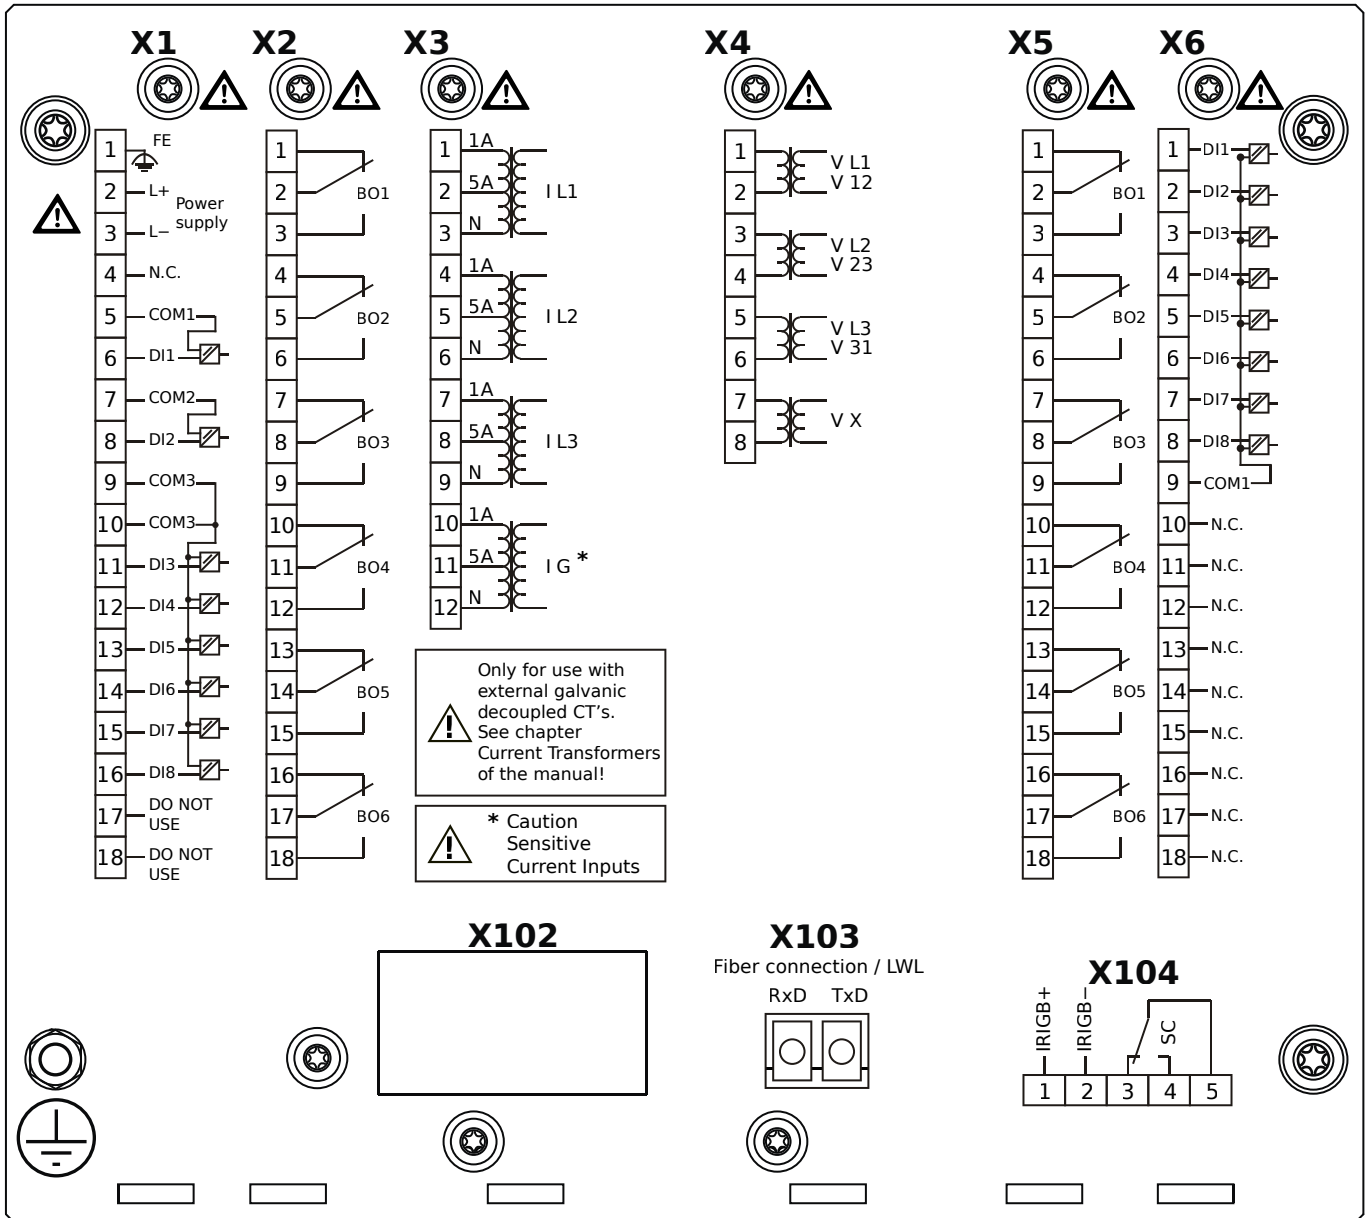 X1
X2
X3
X4
X5
X6
1 FE
2 L+
Power
supply
3 L−
4 N.C.
5 COM1
6 DI1
7 COM2
8 DI2
9 COM3
10 COM3
11 DI3
12 DI4
13 DI5
14 DI6
15 DI7
16 DI8
17 DO NOT
USE
18 DO NOT
USE
1
2 BO1
3
4
5 BO2
6
7
8 BO3
9
10
11 BO4
12
13
14 BO5
15
16
17 BO6
18
1 1A
2 5A I L1
3 N
4 1A
5 5A I L2
6 N
7 1A
8 5A I L3
9 N
10 1A
11 5A I G *
12 N
Only for use with
external galvanic
decoupled CT's.
See chapter
Current Transformers
of the manual!
* Caution
Sensitive
Current Inputs
1 V L1
2 V 12
3 V L2
4 V 23
5 V L3
6 V 31
7 V X
8
1
2 BO1
3
4
5 BO2
6
7
8 BO3
9
10
11 BO4
12
13
14 BO5
15
16
17 BO6
18
1 DI1
2 DI2
3 DI3
4 DI4
5 DI5
6 DI6
7 DI7
8 DI8
9 COM1
10 N.C.
11 N.C.
12 N.C.
13 N.C.
14 N.C.
15 N.C.
16 N.C.
17 N.C.
18 N.C.
X102
X103
Fiber connection / LWL
RxD TxD
X104
IRIGB+
IRIGB−
SC
1 2 3 4 5